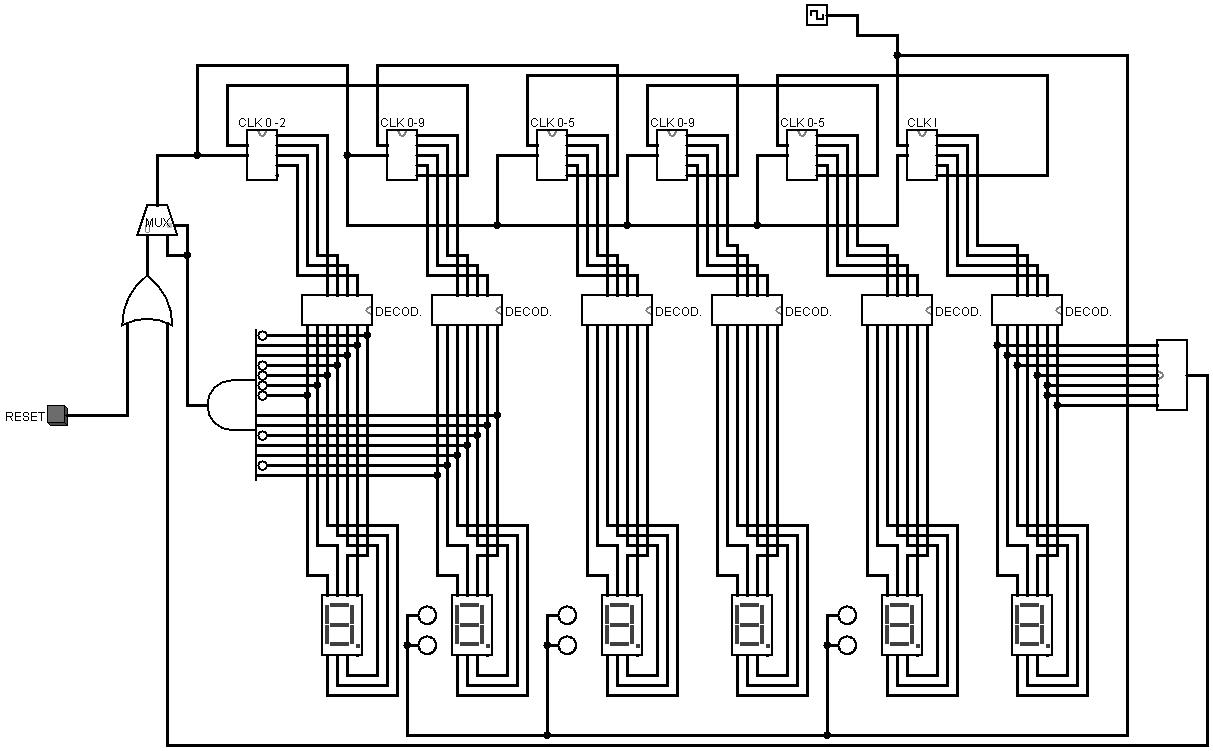 CLK 0-2
CLK 0-9
CLK 0-5
CLK 0-9
CLK 0-5
CLK I
MUX
DECOD.
DECOD.
DECOD.
DECOD.
DECOD.
DECOD.
RESET